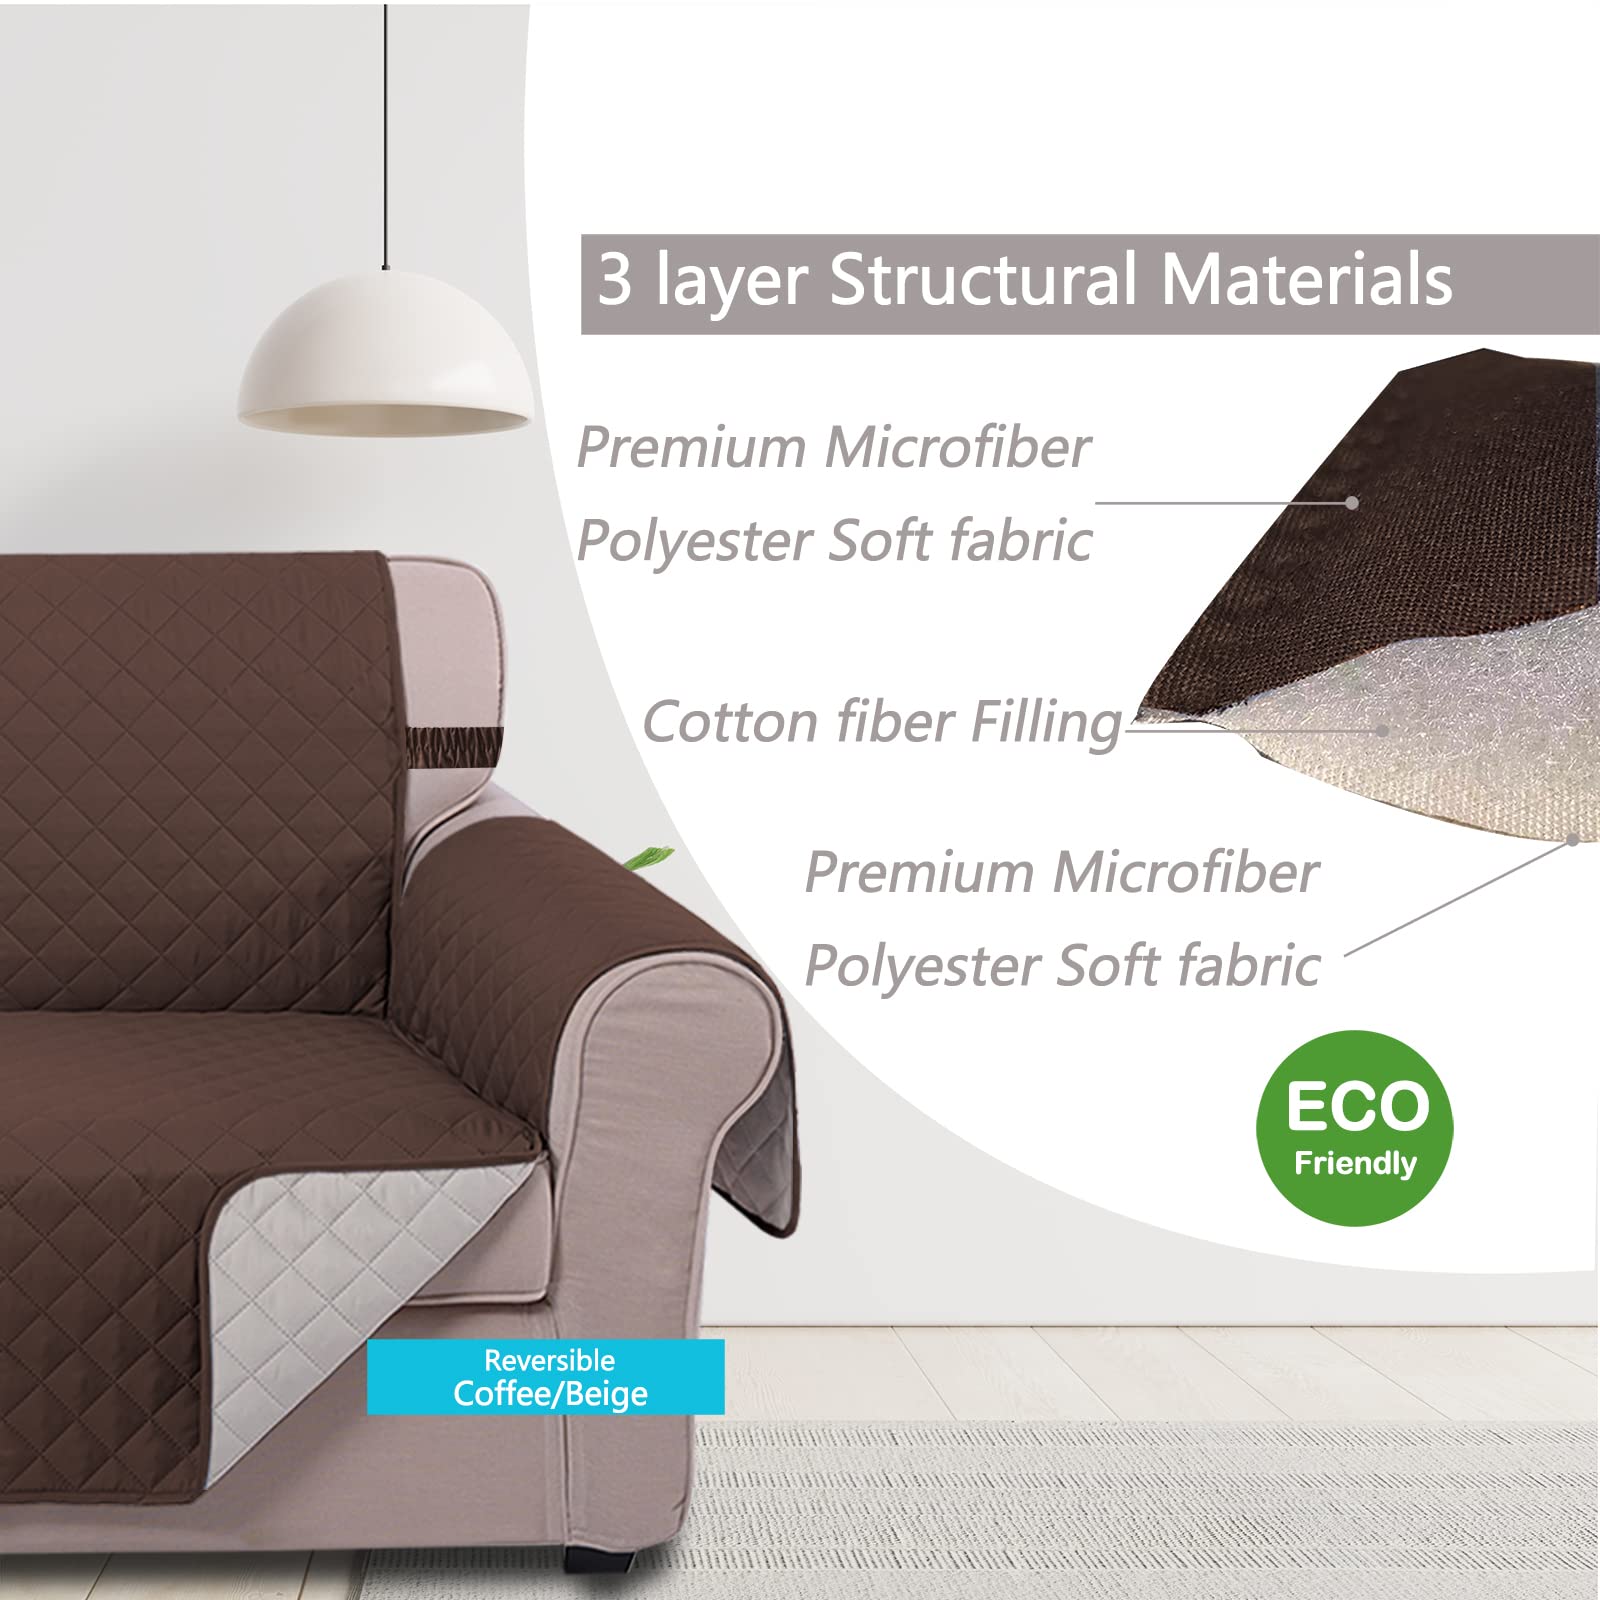 3 layer Structural Materials
Premium Microfiber
Polyester Soft fabric
Cotton fiber Filling
Premium Microfiber
Polyester Soft fabric
ECO
Friendly
Reversible
Coffee/Beige